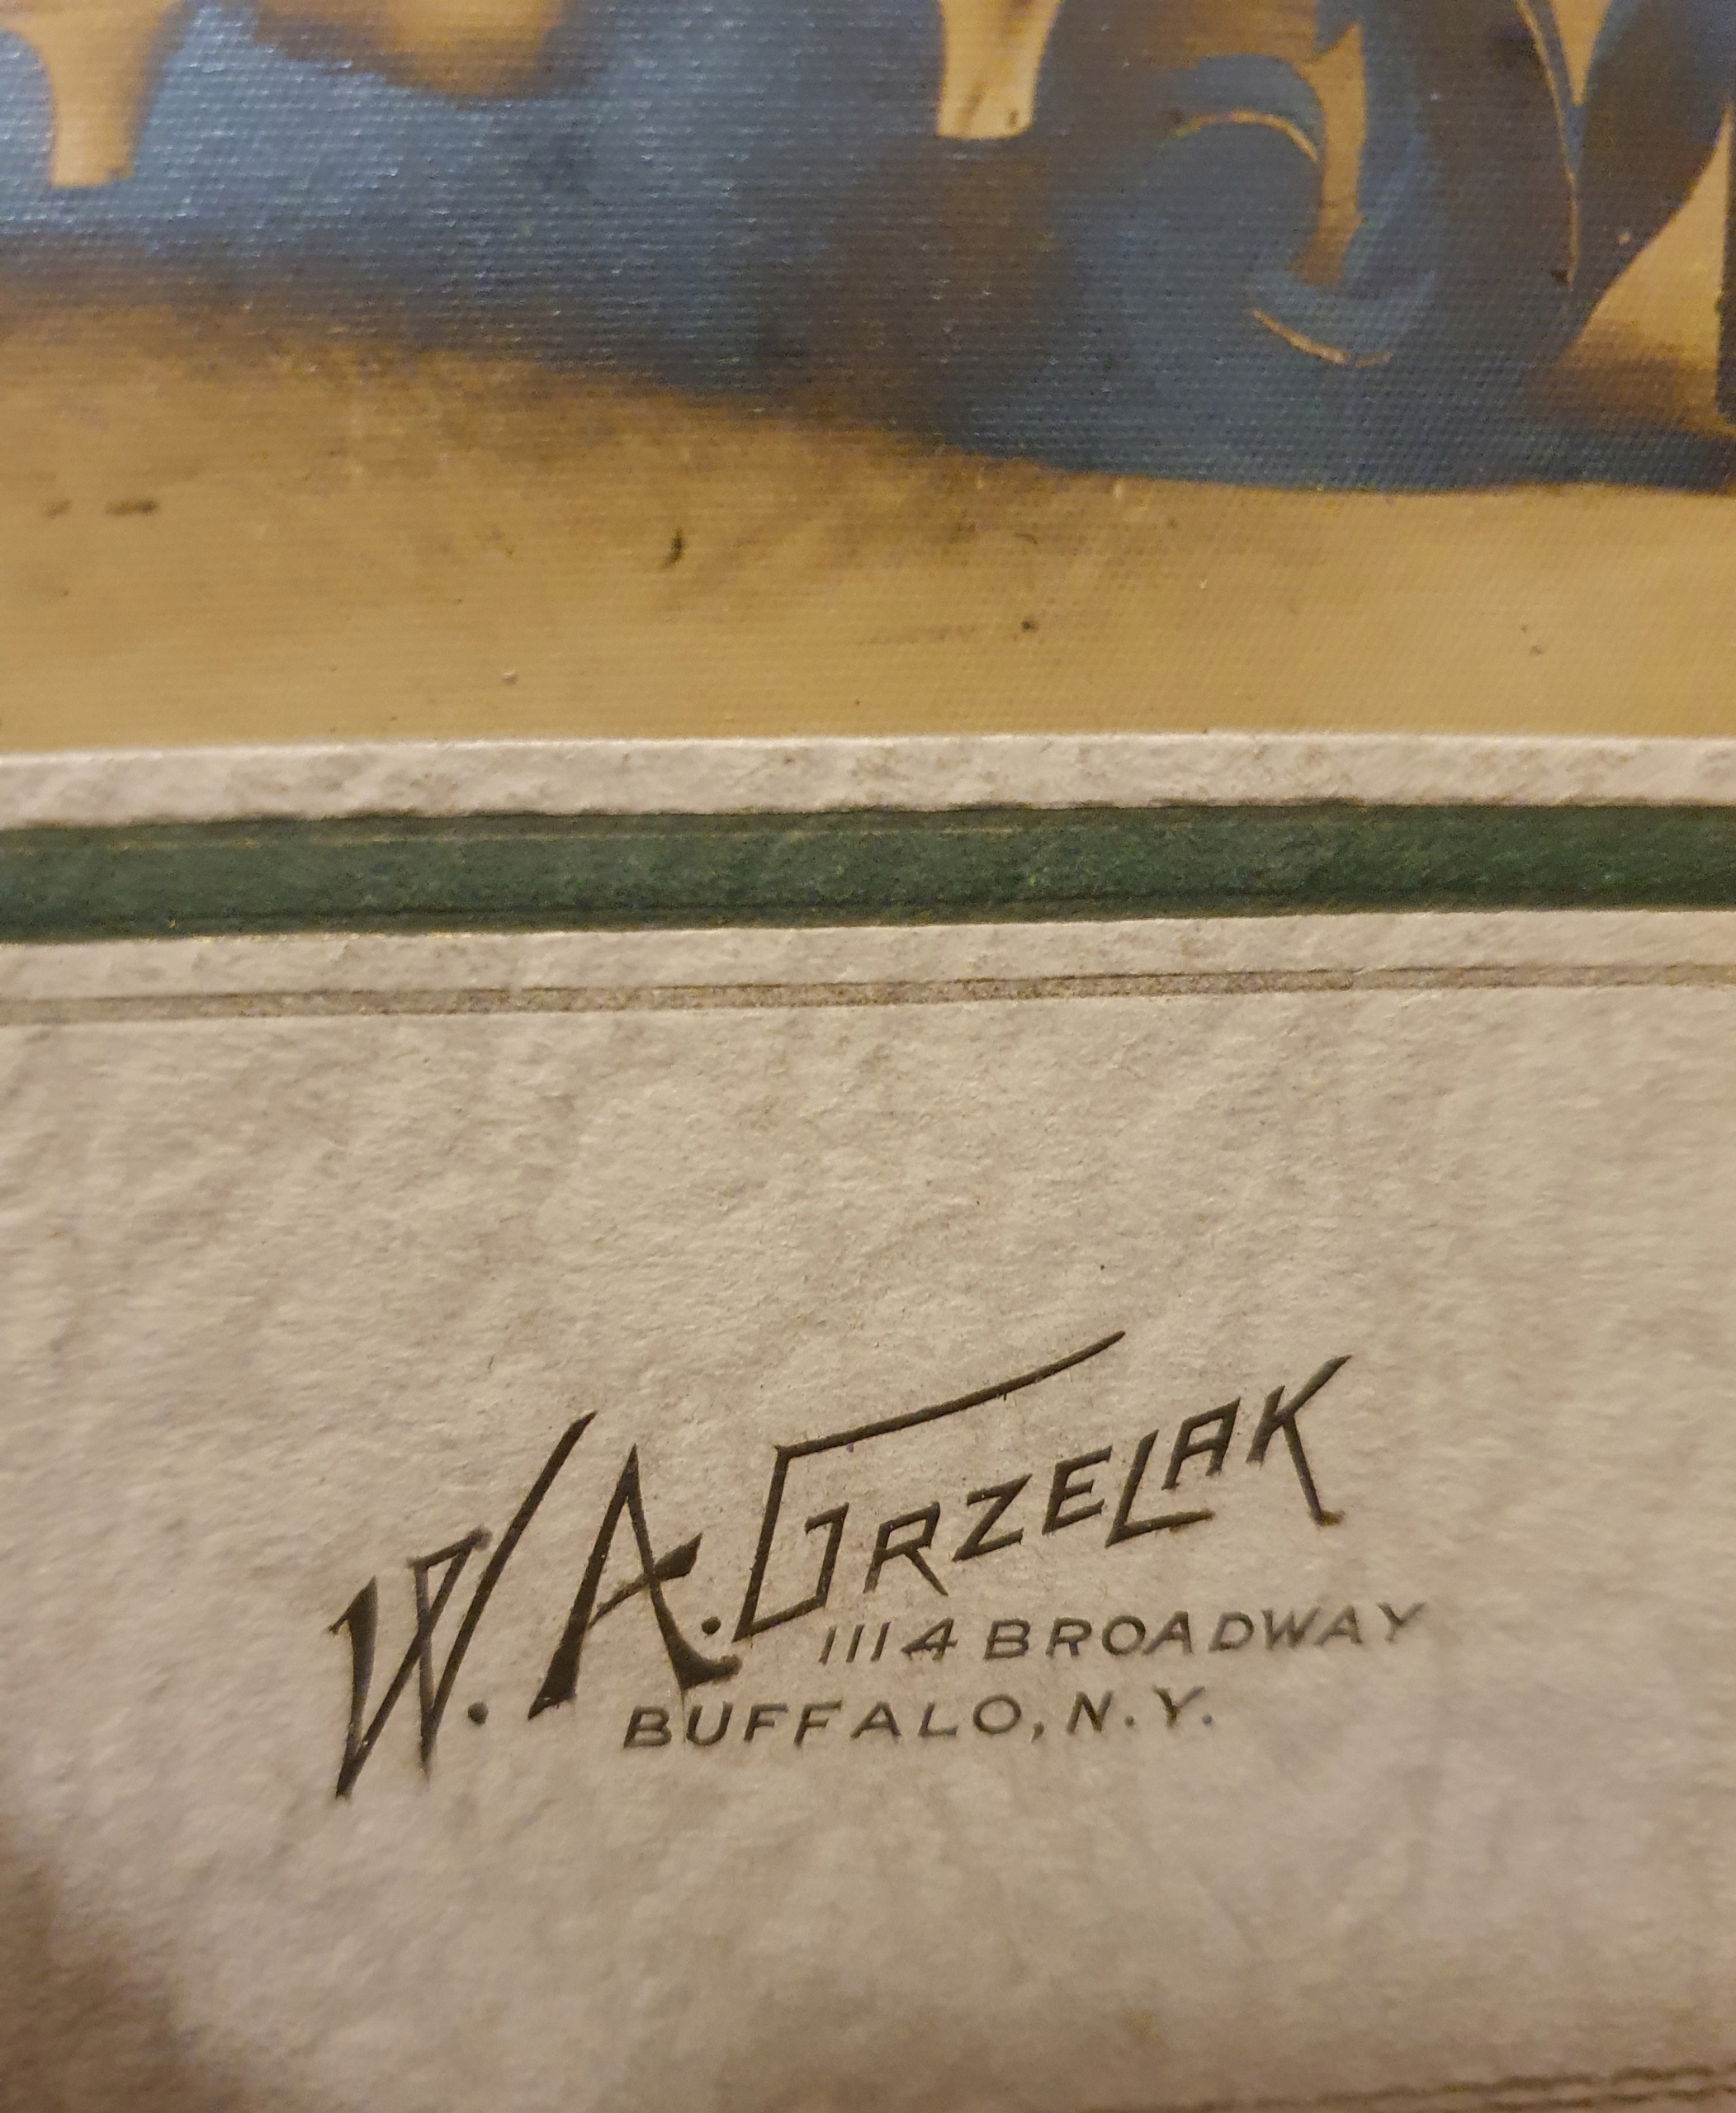 W. A. GRZELAK
1114 BROADWAY
BUFFALO, N. Y.